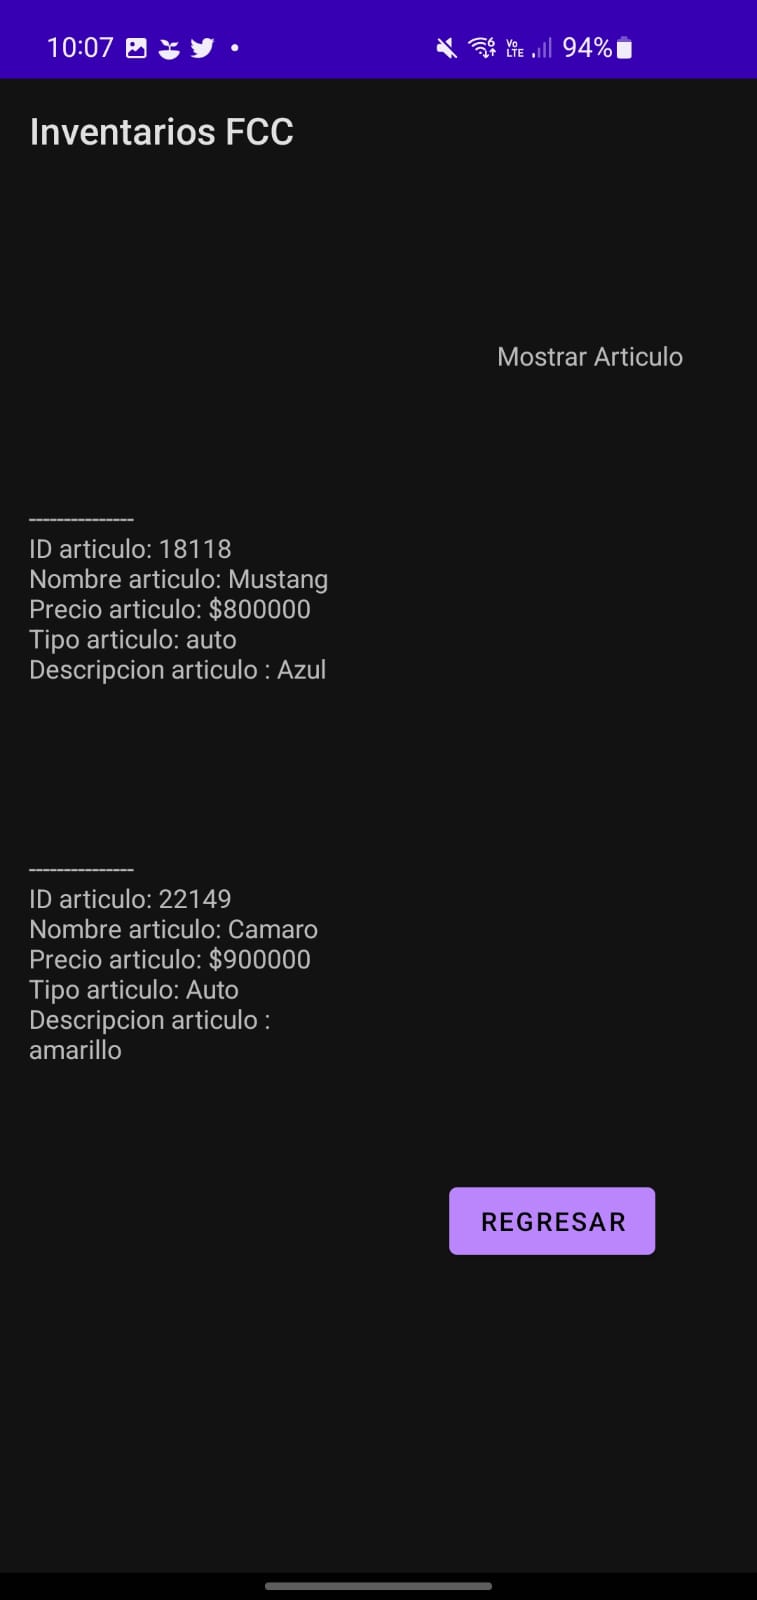 10:07
Vo LTE 94%
Inventarios FCC
Mostrar Articulo
---------------
ID articulo: 18118
Nombre articulo: Mustang
Precio articulo: $800000
Tipo articulo: auto
Descripcion articulo : Azul
---------------
ID articulo: 22149
Nombre articulo: Camaro
Precio articulo: $900000
Tipo articulo: Auto
Descripcion articulo :
amarillo
REGRESAR